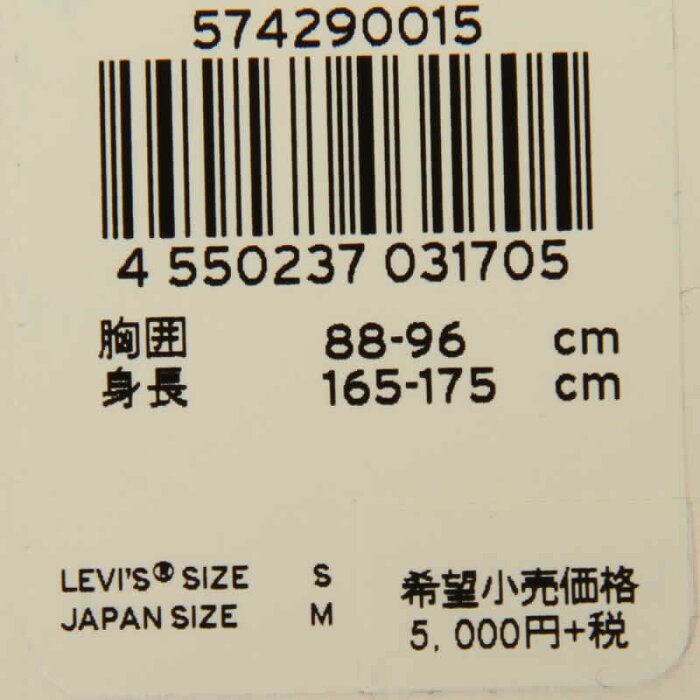 574290015
4 550237 031705
胸囲 88-96 cm
身長 165-175 cm
LEVI'S® SIZE S
JAPAN SIZE M
希望小売価格
5,000円+税